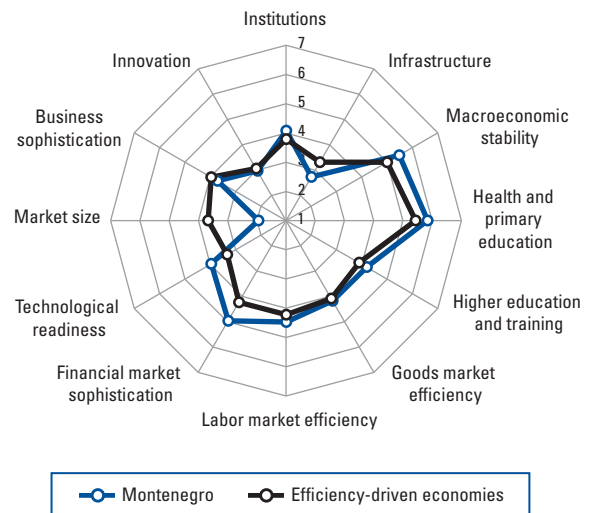 Institutions
7
Innovation
Infrastructure
6
5
Business
sophistication
Macroeconomic
stability
4
3
2
Market size
1
Health and
primary
education
Technological
readiness
Higher education
and training
Financial market
sophistication
Goods market
efficiency
Labor market efficiency
Montenegro
Efficiency-driven economies